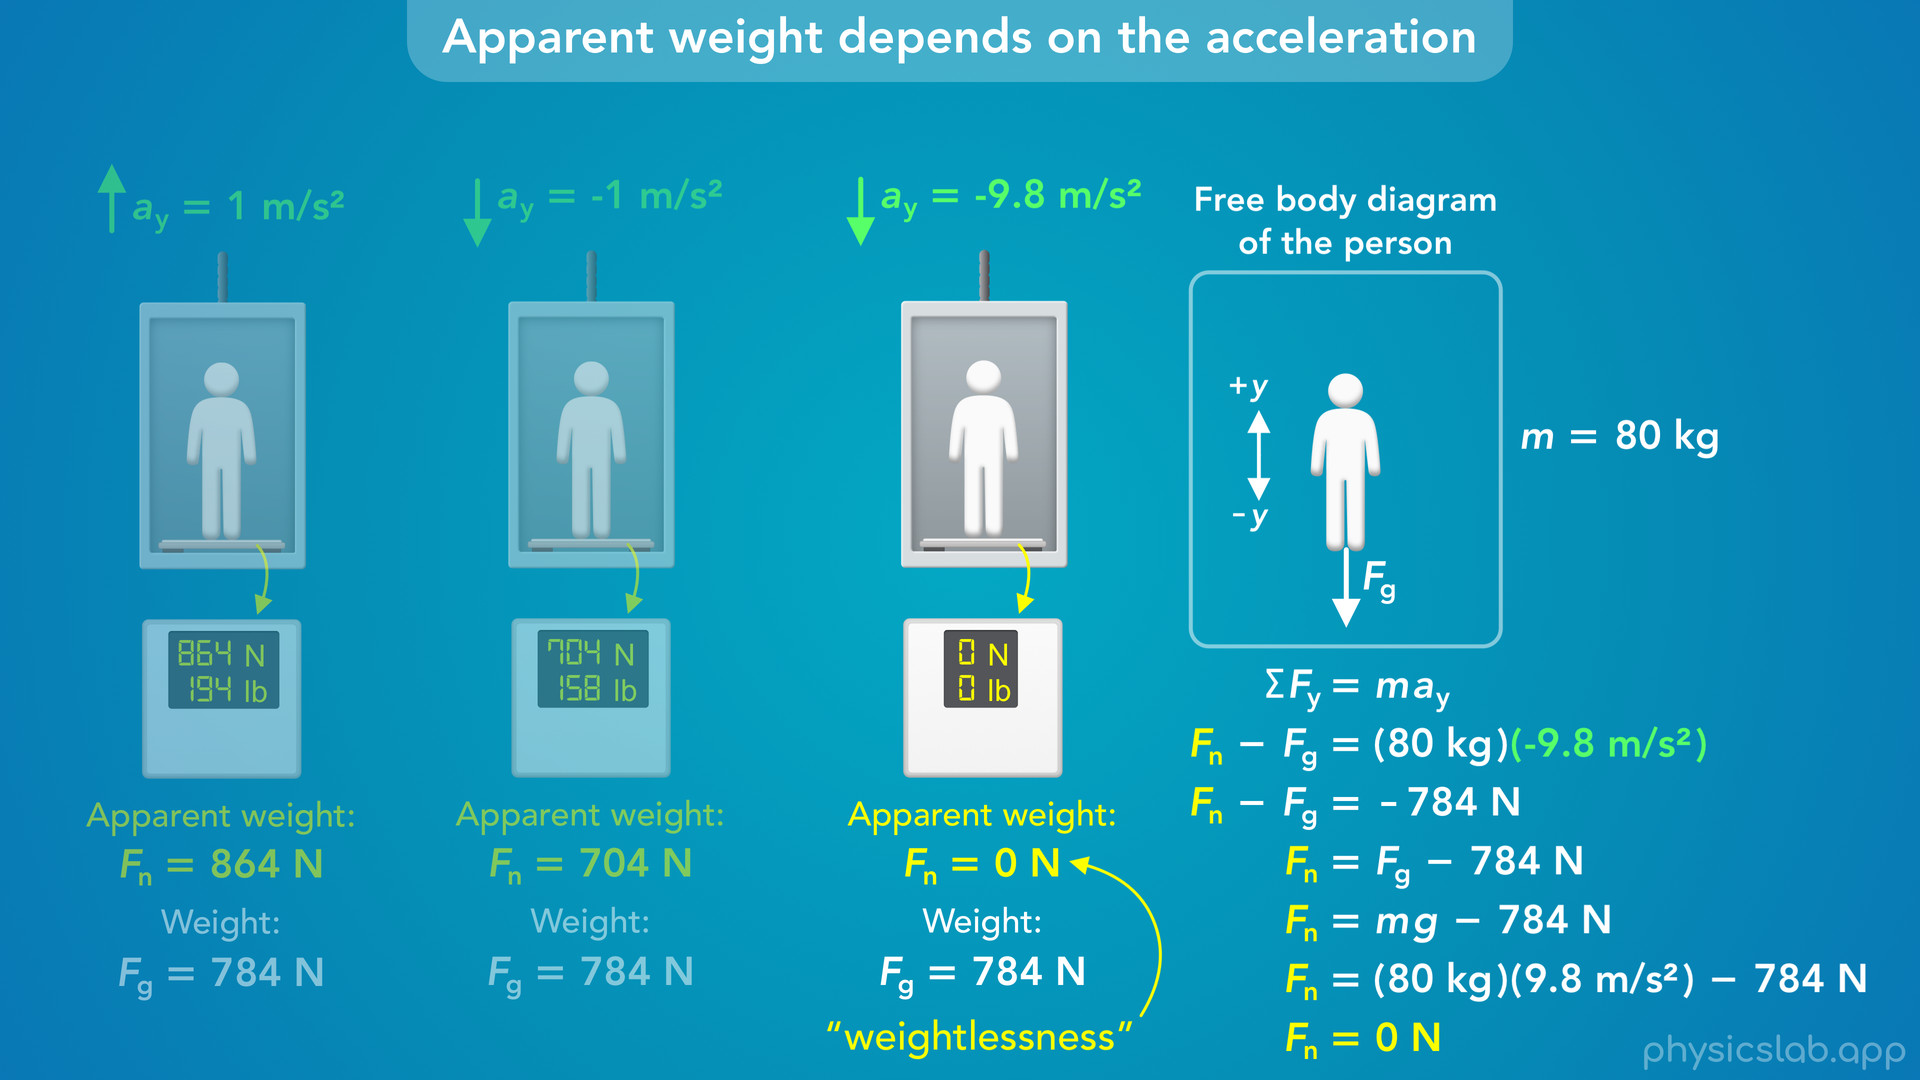 Apparent weight depends on the acceleration
a_y = 1 m/s²
a_y = -1 m/s²
a_y = -9.8 m/s²
Free body diagram
of the person
+y
-y
F_g
m = 80 kg
864 N
194 lb
704 N
158 lb
0 N
0 lb
Apparent weight:
F_n = 864 N
Weight:
F_g = 784 N
Apparent weight:
F_n = 704 N
Weight:
F_g = 784 N
Apparent weight:
F_n = 0 N
Weight:
F_g = 784 N
“weightlessness”
ΣF_y = ma_y
F_n − F_g = (80 kg)(-9.8 m/s²)
F_n − F_g = -784 N
F_n = F_g − 784 N
F_n = mg − 784 N
F_n = (80 kg)(9.8 m/s²) − 784 N
F_n = 0 N
physicslab.app